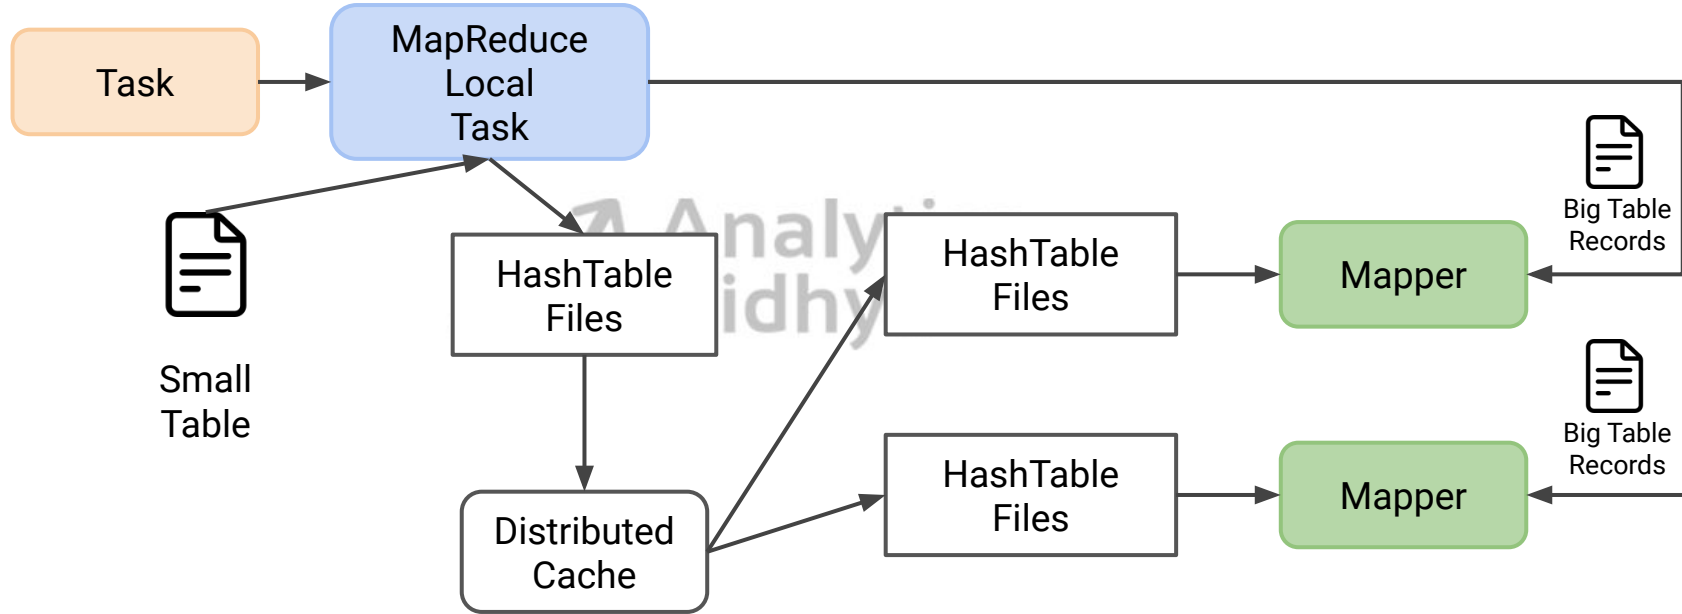 Task
MapReduce
Local
Task
Small
Table
HashTable
Files
Distributed
Cache
HashTable
Files
Mapper
Big Table
Records
HashTable
Files
Mapper
Big Table
Records